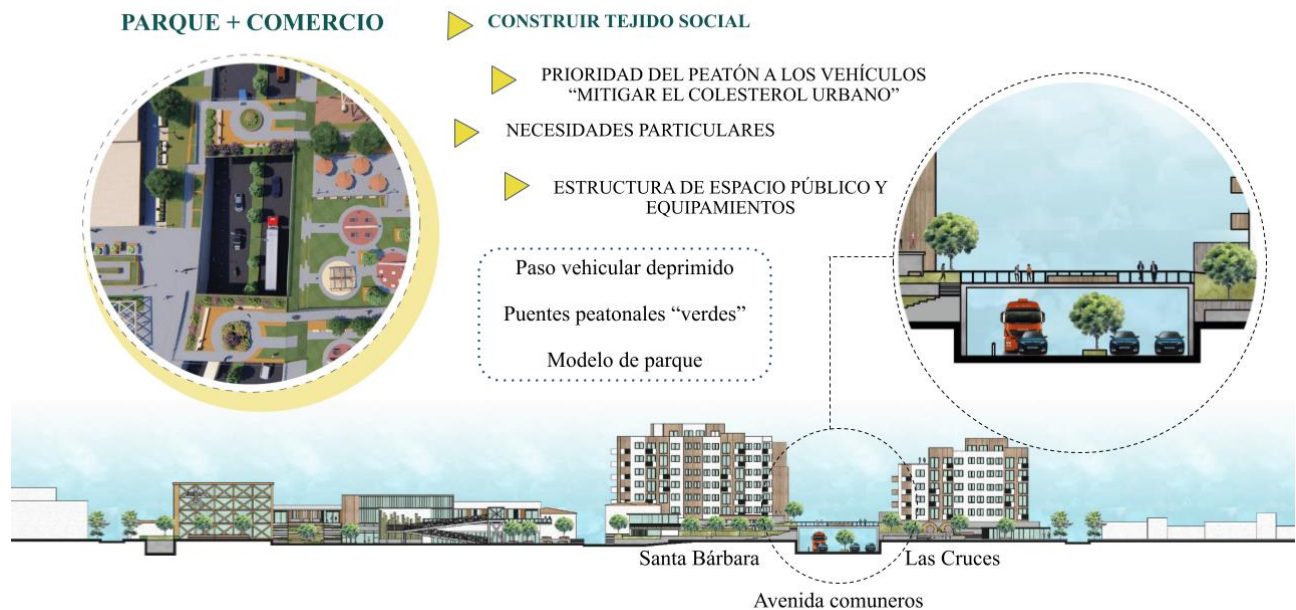 PARQUE + COMERCIO
CONSTRUIR TEJIDO SOCIAL
PRIORIDAD DEL PEATÓN A LOS VEHÍCULOS
“MITIGAR EL COLESTEROL URBANO”
NECESIDADES PARTICULARES
ESTRUCTURA DE ESPACIO PÚBLICO Y
EQUIPAMIENTOS
Paso vehicular deprimido
Puentes peatonales “verdes”
Modelo de parque
Santa Bárbara
Las Cruces
Avenida comuneros